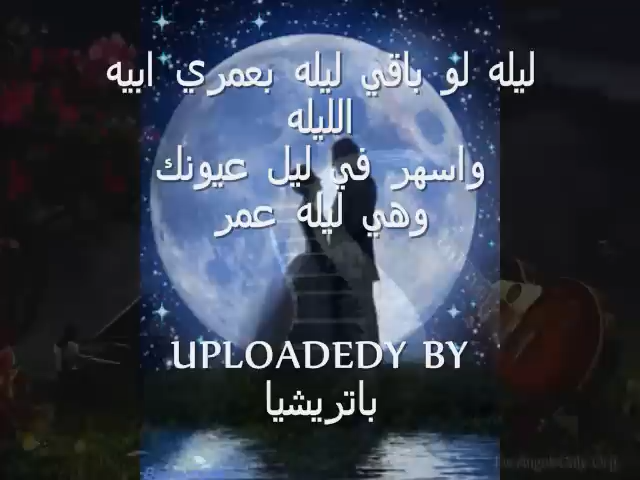 ليله لو باقي ليله بعمري ابيه
الليله
واسهر في ليل عيونك
وهي ليله عمر
UPLOADEDY BY
باتريشيا